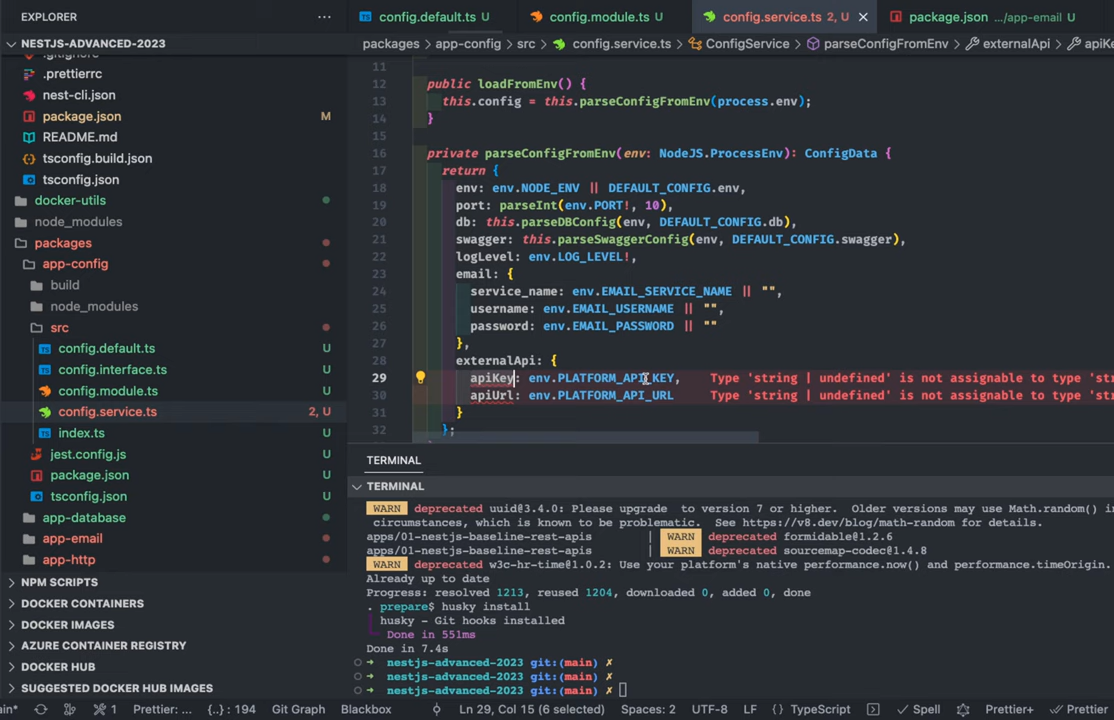 EXPLORER
...
config.default.ts U
config.module.ts U
config.service.ts 2, U ×
package.json .../app-email U
NESTJS-ADVANCED-2023
packages > app-config > src > config.service.ts > ConfigService > parseConfigFromEnv > externalApi >
.prettierrc
nest-cli.json
package.json M
README.md
tsconfig.build.json
tsconfig.json
docker-utils
node_modules
packages
app-config
build
node_modules
src
config.default.ts U
config.interface.ts U
config.module.ts U
config.service.ts 2, U
index.ts U
jest.config.js U
package.json U
tsconfig.json U
app-database
app-email
app-http
NPM SCRIPTS
DOCKER CONTAINERS
DOCKER IMAGES
AZURE CONTAINER REGISTRY
DOCKER HUB
SUGGESTED DOCKER HUB IMAGES
11
12 public loadFromEnv() {
13 this.config = this.parseConfigFromEnv(process.env);
14 }
15
16 private parseConfigFromEnv(env: NodeJS.ProcessEnv): ConfigData {
17 return {
18 env: env.NODE_ENV || DEFAULT_CONFIG.env,
19 port: parseInt(env.PORT!, 10),
20 db: this.parseDBConfig(env, DEFAULT_CONFIG.db),
21 swagger: this.parseSwaggerConfig(env, DEFAULT_CONFIG.swagger),
22 logLevel: env.LOG_LEVEL!,
23 email: {
24 service_name: env.EMAIL_SERVICE_NAME || "",
25 username: env.EMAIL_USERNAME || "",
26 password: env.EMAIL_PASSWORD || ""
27 },
28 externalApi: {
29 apiKey: env.PLATFORM_API_KEY, Type 'string | undefined' is not assignable to type 'str
30 apiUrl: env.PLATFORM_API_URL Type 'string | undefined' is not assignable to type 'str
31 }
32 };
TERMINAL
TERMINAL
WARN deprecated uuid@3.4.0: Please upgrade to version 7 or higher. Older versions may use Math.random() in
circumstances, which is known to be problematic. See https://v8.dev/blog/math-random for details.
apps/01-nestjs-baseline-rest-apis | WARN deprecated formidable@1.2.6
apps/01-nestjs-baseline-rest-apis | WARN deprecated sourcemap-codec@1.4.8
WARN deprecated w3c-hr-time@1.0.2: Use your platform's native performance.now() and performance.timeOrigin.
Already up to date
Progress: resolved 1213, reused 1204, downloaded 0, added 0, done
. prepare$ husky install
husky - Git hooks installed
Done in 551ms
Done in 7.4s
➜ nestjs-advanced-2023 git:(main) ✗
➜ nestjs-advanced-2023 git:(main) ✗
➜ nestjs-advanced-2023 git:(main) ✗
1 Prettier: ... {..} : 194 Git Graph Blackbox Ln 29, Col 15 (6 selected) Spaces: 2 UTF-8 LF {} TypeScript Spell Prettier+ Prettier